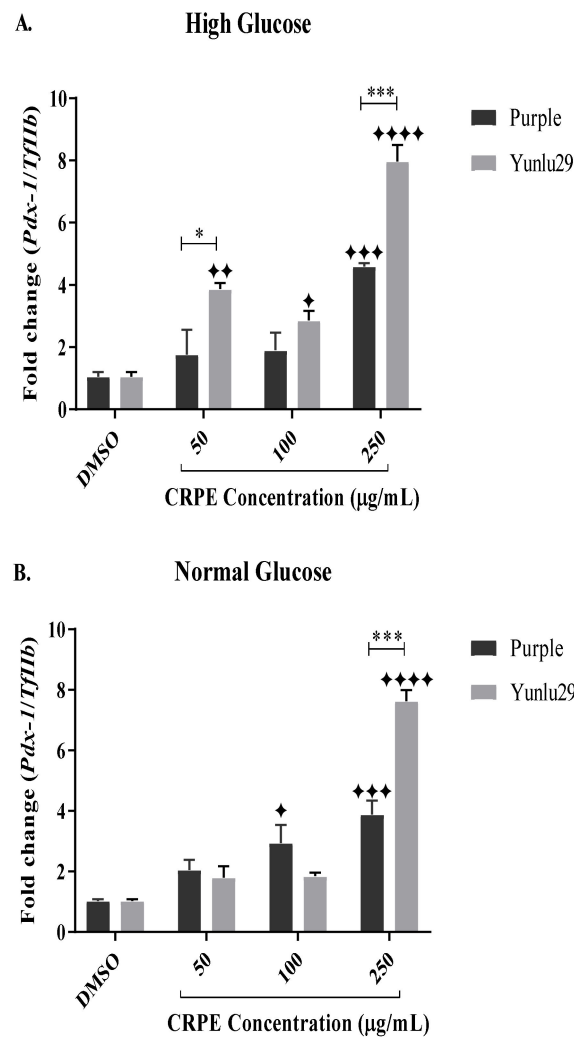 A.
High Glucose
Fold change (Pdx-1/TfIIb)
10
8
6
4
2
0
***
*
Purple
Yunlu29
DMSO
50
100
250
CRPE Concentration (μg/mL)
B.
Normal Glucose
Fold change (Pdx-1/TfIIb)
10
8
6
4
2
0
***
Purple
Yunlu29
DMSO
50
100
250
CRPE Concentration (μg/mL)